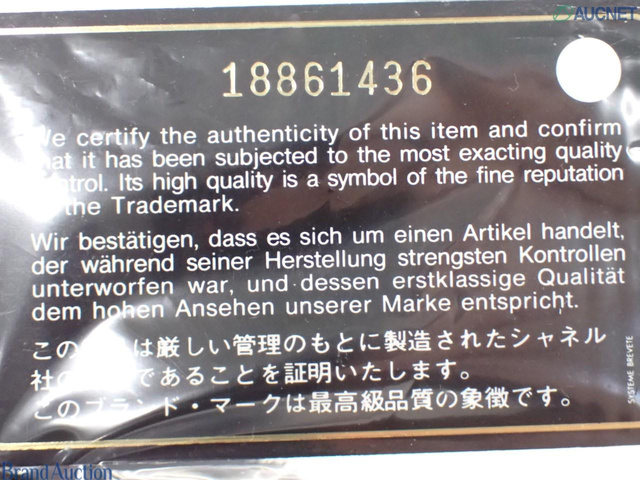 AUCNET
18861436
We certify the authenticity of this item and confirm
that it has been subjected to the most exacting quality
control. Its high quality is a symbol of the fine reputation
the Trademark.
Wir bestätigen, dass es sich um einen Artikel handelt,
der während seiner Herstellung strengsten Kontrollen
unterworfen war, und dessen erstklassige Qualität
dem hohen Ansehen unserer Marke entspricht.
この は厳しい管理のもとに製造されたシャネル
社の であることを証明いたします。
このブランド・マークは最高級品質の象徴です。
SYSTEME BREVETE
BrandAuction